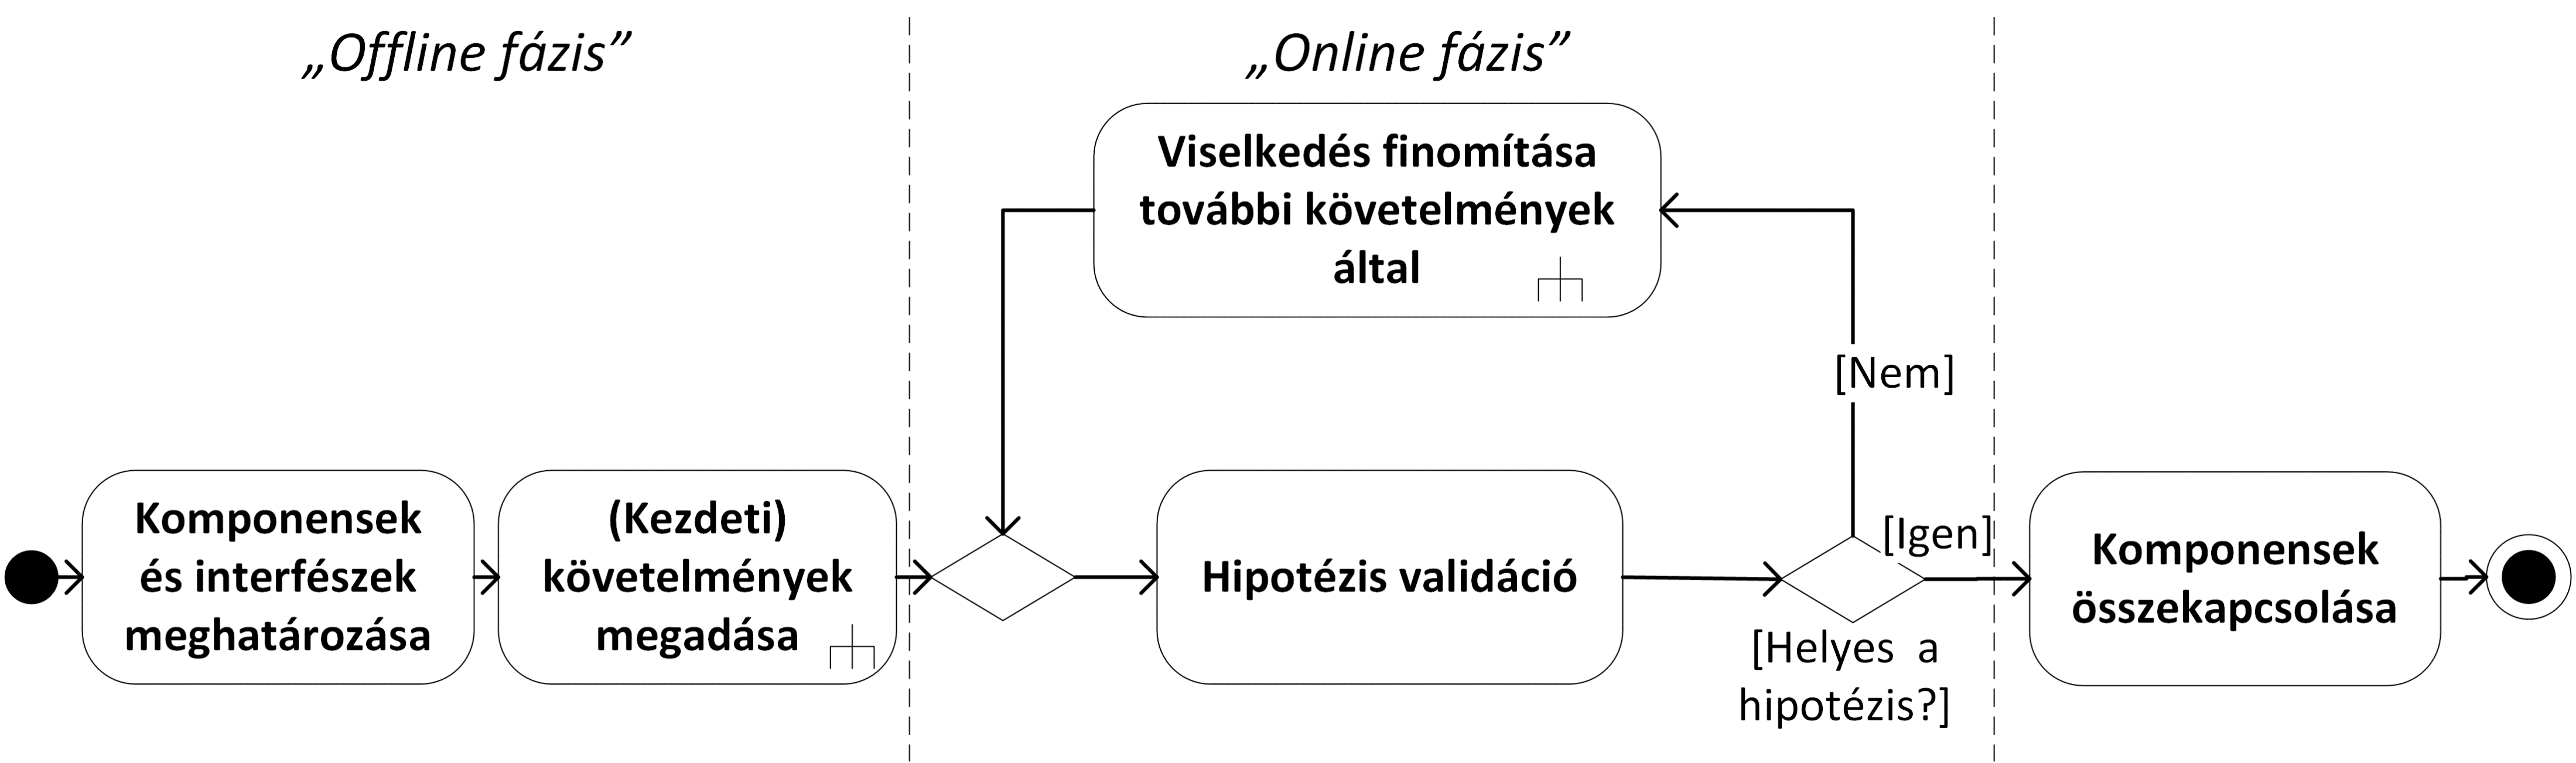 „Offline fázis”
„Online fázis”
Viselkedés finomítása
további követelmények
által
[Nem]
Komponensek
és interfészek
meghatározása
(Kezdeti)
követelmények
megadása
Hipotézis validáció
[Igen]
[Helyes a
hipotézis?]
Komponensek
összekapcsolása